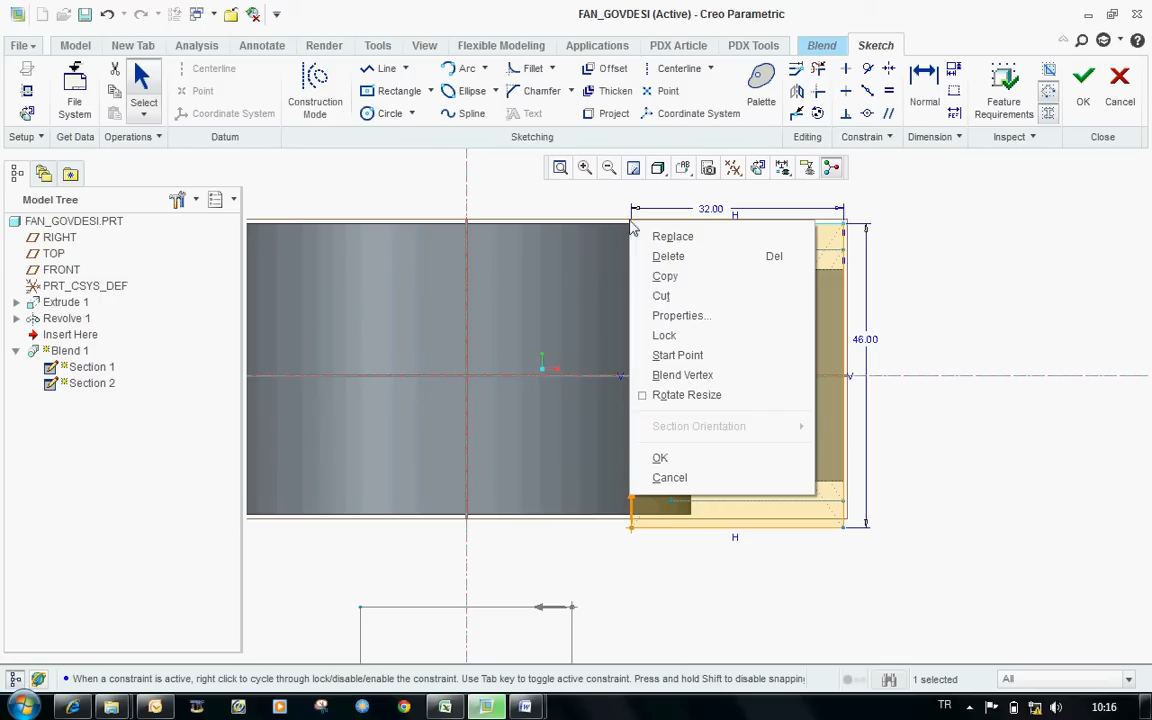 FAN_GOVDESI (Active) - Creo Parametric
File Model New Tab Analysis Annotate Render Tools View Flexible Modeling Applications PDX Article PDX Tools Blend Sketch
Centerline Line Arc Fillet Offset Centerline
Point Rectangle Ellipse Chamfer Thicken Point
Coordinate System Circle Spline Text Project Coordinate System
File System Select Construction Mode Palette Normal Feature Requirements OK Cancel
Setup Get Data Operations Datum Sketching Editing Constrain Dimension Inspect Close
Model Tree
FAN_GOVDESI.PRT
RIGHT
TOP
FRONT
PRT_CSYS_DEF
Extrude 1
Revolve 1
Insert Here
Blend 1
Section 1
Section 2
32.00
H
46.00
V
V
H
Replace
Delete Del
Copy
Cut
Properties...
Lock
Start Point
Blend Vertex
Rotate Resize
Section Orientation
OK
Cancel
When a constraint is active, right click to cycle through lock/disable/enable the constraint. Use Tab key to toggle active constraint. Press and hold Shift to disable snapping
1 selected
All
TR
10:16